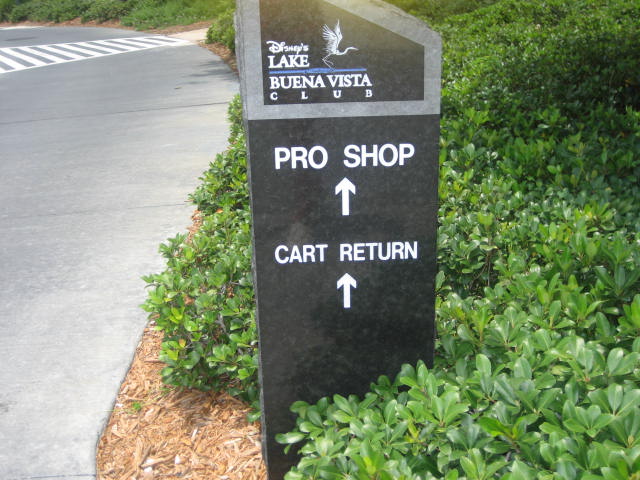 Disney's
LAKE
BUENA VISTA
CLUB
PRO SHOP
CART RETURN